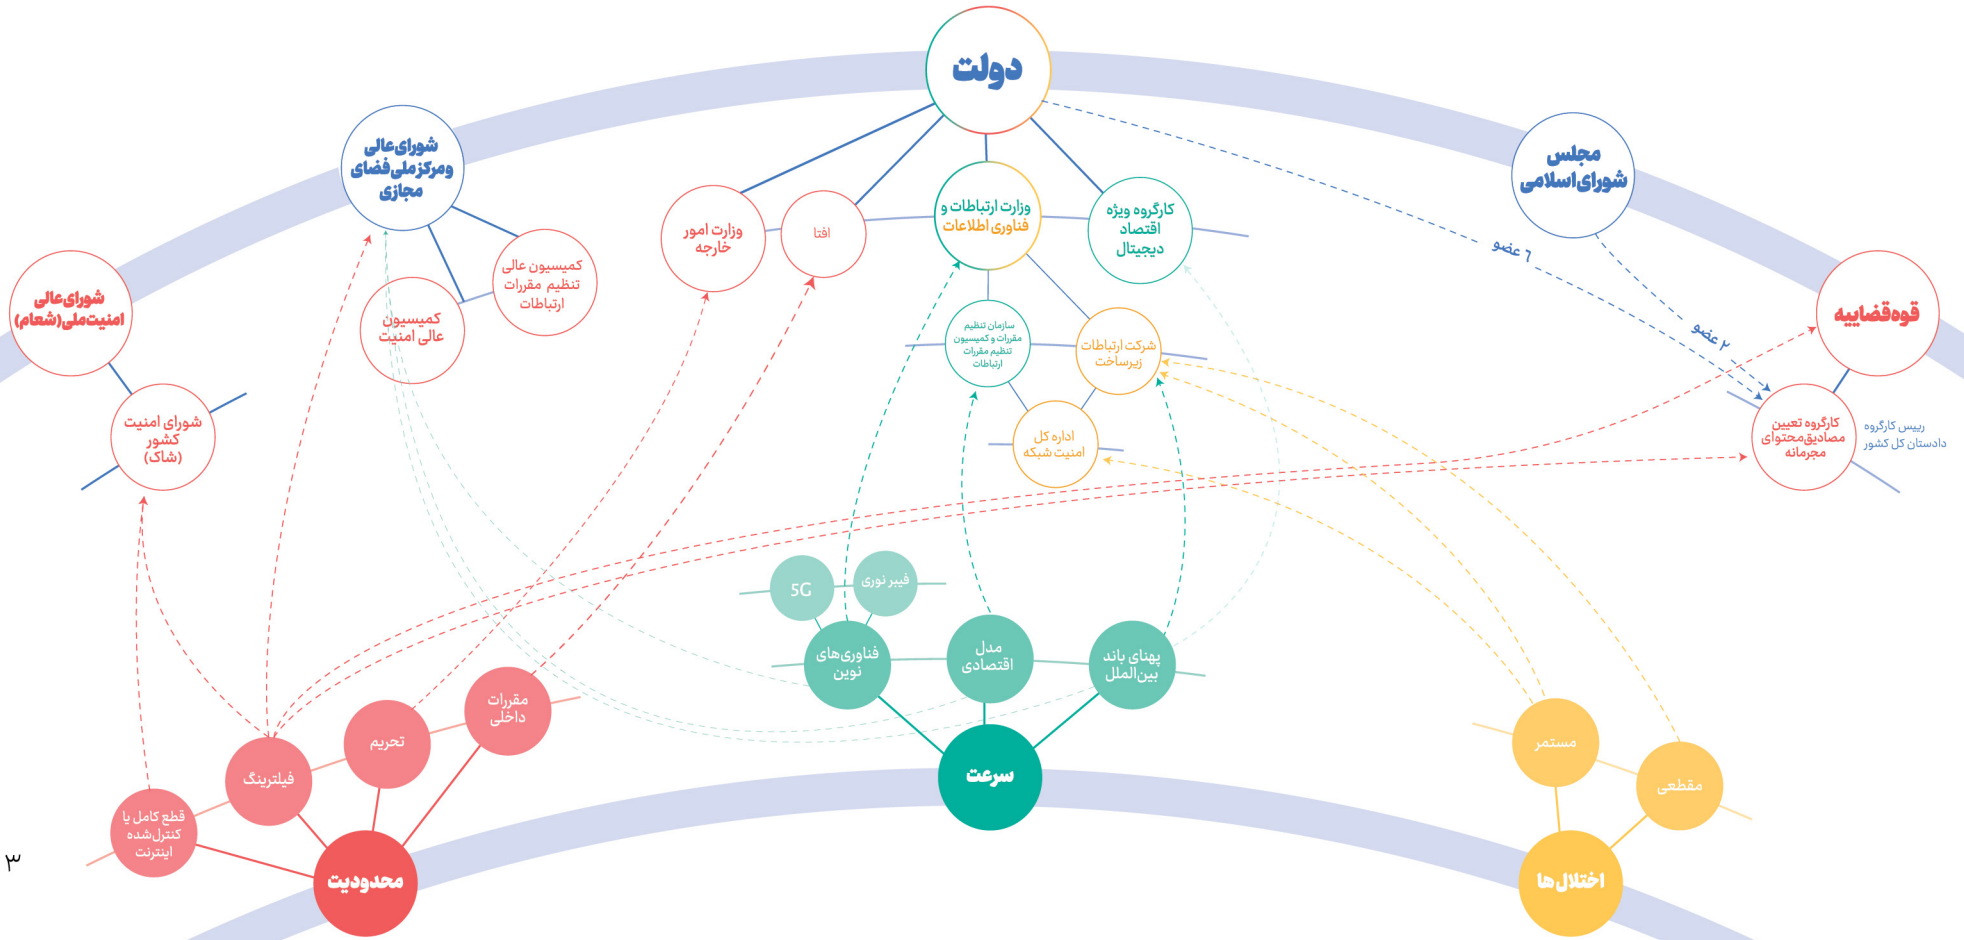 دولت
مجلس
شورای‌اسلامی
شورای‌عالی
و‌مرکز‌ملی‌فضای
مجازی
قوه‌قضاییه
شورای‌عالی
امنیت‌ملی(شعام)
کارگروه ویژه
اقتصاد
دیجیتال
وزارت ارتباطات و
فناوری اطلاعات
افتا
وزارت امور
خارجه
کمیسیون عالی
تنظیم مقررات
ارتباطات
کمیسیون
عالی امنیت
۶ عضو
۲ عضو
شرکت ارتباطات
زیرساخت
سازمان تنظیم
مقررات و کمیسیون
تنظیم مقررات
ارتباطات
اداره کل
امنیت شبکه
رییس کارگروه
دادستان کل کشور
کارگروه تعیین
مصادیق‌محتوای
مجرمانه
شورای امنیت
کشور
(شاک)
فیبر نوری
5G
پهنای باند
بین‌الملل
مدل
اقتصادی
فناوری‌های
نوین
سرعت
مستمر
مقطعی
اختلال‌ها
مقررات
داخلی
تحریم
فیلترینگ
قطع کامل یا
کنترل‌شده
اینترنت
محدودیت
۳